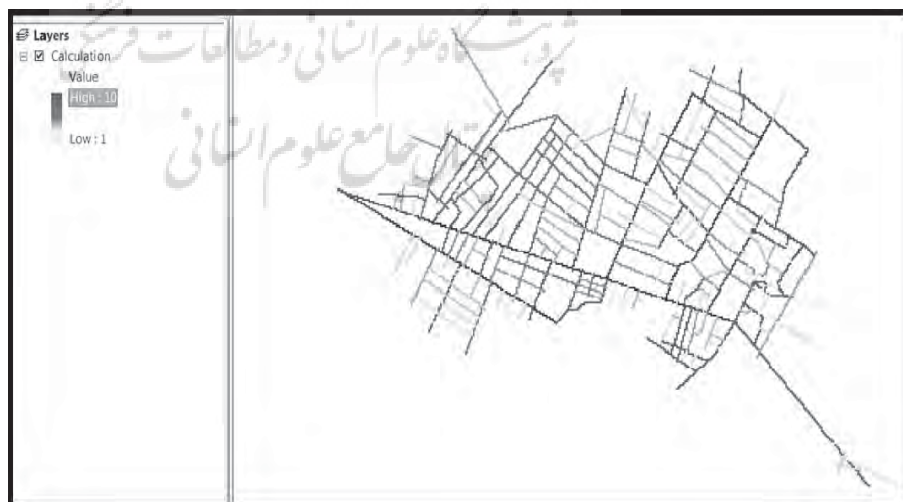 پژوهشگاه علوم انسانی و مطالعات فرهنگی
پرتال جامع علوم انسانی
Layers
Calculation
Value
High : 10
Low : 1